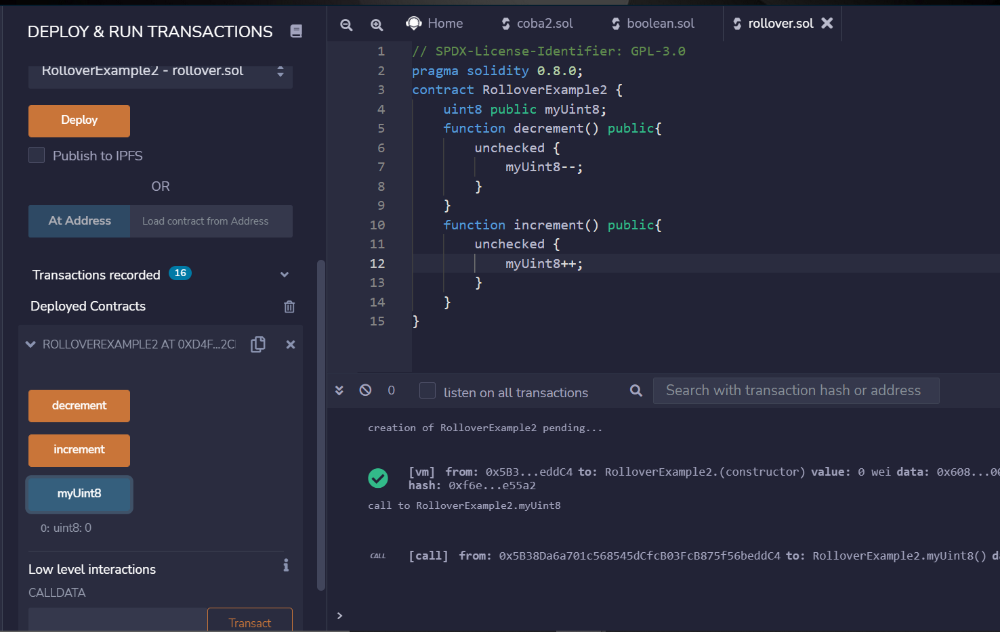 DEPLOY & RUN TRANSACTIONS
RolloverExample2 - rollover.sol
Deploy
Publish to IPFS
OR
At Address
Load contract from Address
Transactions recorded 16
Deployed Contracts
ROLLOVEREXAMPLE2 AT 0XD4F...2C
decrement
increment
myUint8
0: uint8: 0
Low level interactions
CALLDATA
Transact
Home
coba2.sol
boolean.sol
rollover.sol
1 // SPDX-License-Identifier: GPL-3.0
2 pragma solidity 0.8.0;
3 contract RolloverExample2 {
4 uint8 public myUint8;
5 function decrement() public{
6 unchecked {
7 myUint8--;
8 }
9 }
10 function increment() public{
11 unchecked {
12 myUint8++;
13 }
14 }
15 }
0
listen on all transactions
Search with transaction hash or address
creation of RolloverExample2 pending...
[vm] from: 0x5B3...eddC4 to: RolloverExample2.(constructor) value: 0 wei data: 0x608...00
hash: 0xf6e...e55a2
call to RolloverExample2.myUint8
CALL
[call] from: 0x5B38Da6a701c568545dCfcB03FcB875f56beddC4 to: RolloverExample2.myUint8() d
>